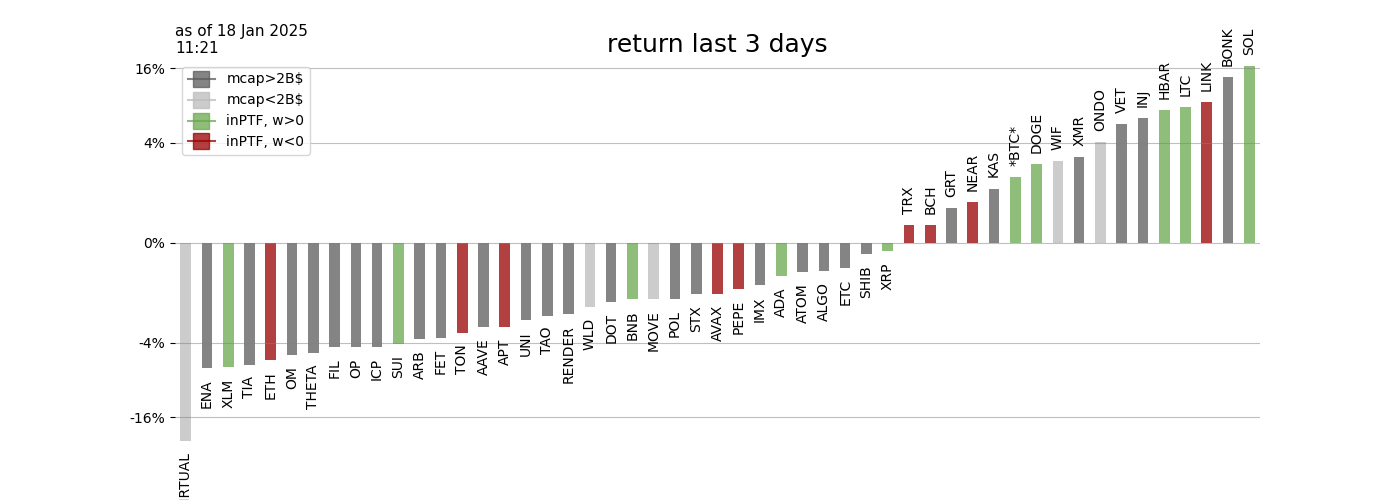 as of 18 Jan 2025
11:21
return last 3 days
16%
4%
0%
-4%
-16%
mcap>2B$
mcap<2B$
inPTF, w>0
inPTF, w<0
RTUAL
ENA
XLM
TIA
ETH
OM
THETA
FIL
OP
ICP
SUI
ARB
FET
TON
AAVE
APT
UNI
TAO
RENDER
WLD
DOT
BNB
MOVE
POL
STX
AVAX
PEPE
IMX
ADA
ATOM
ALGO
ETC
SHIB
XRP
TRX
BCH
GRT
NEAR
KAS
*BTC*
DOGE
WIF
XMR
ONDO
VET
INJ
HBAR
LTC
LINK
BONK
SOL